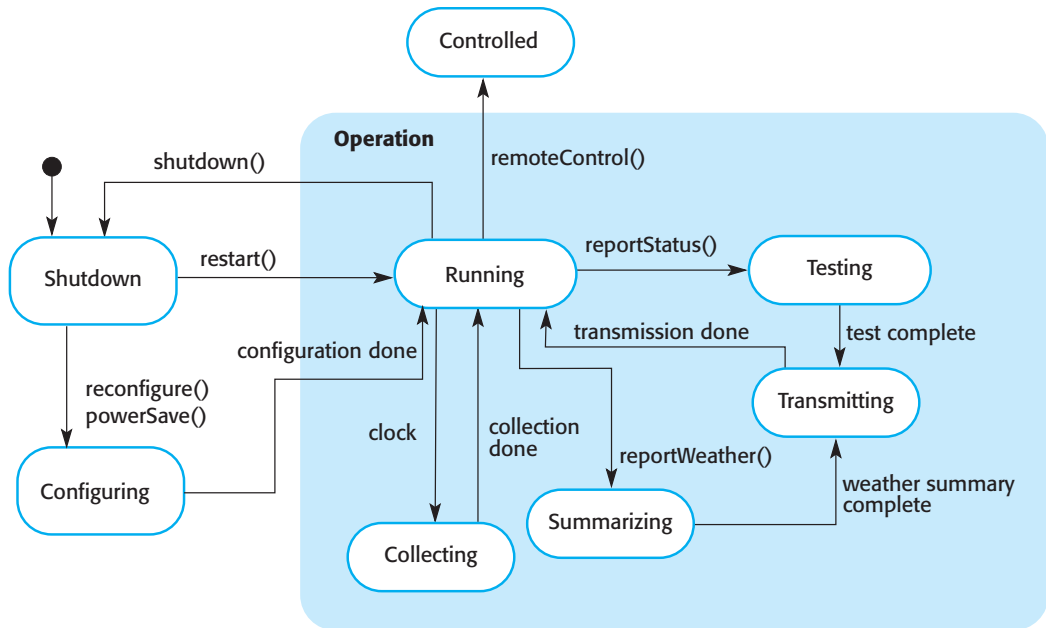 Controlled
Operation
shutdown()
remoteControl()
reportStatus()
Testing
Shutdown
restart()
Running
transmission done
test complete
configuration done
reconfigure()
powerSave()
Transmitting
clock
collection
done
reportWeather()
weather summary
complete
Configuring
Summarizing
Collecting